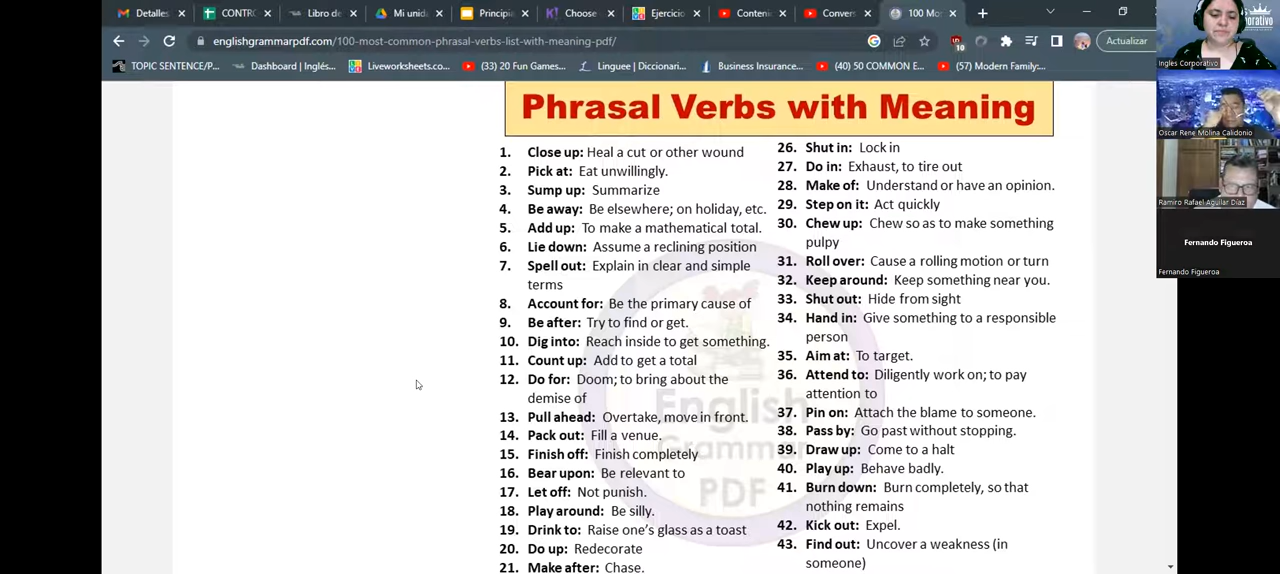 Detalles
CONTRO
Libro de
Mi unida
Principia
Choose
Ejercicio
Conteni
Convers
100 Mos
englishgrammarpdf.com/100-most-common-phrasal-verbs-list-with-meaning-pdf/
10
Actualizar
TOPIC SENTENCE/P...
Dashboard | Inglés...
Liveworksheets.co...
(33) 20 Fun Games...
Linguee | Diccionari...
Business Insurance...
(40) 50 COMMON E...
(57) Modern Family:...
Phrasal Verbs with Meaning
1. Close up: Heal a cut or other wound
2. Pick at: Eat unwillingly.
3. Sump up: Summarize
4. Be away: Be elsewhere; on holiday, etc.
5. Add up: To make a mathematical total.
6. Lie down: Assume a reclining position
7. Spell out: Explain in clear and simple
terms
8. Account for: Be the primary cause of
9. Be after: Try to find or get.
10. Dig into: Reach inside to get something.
11. Count up: Add to get a total
12. Do for: Doom; to bring about the
demise of
13. Pull ahead: Overtake, move in front.
14. Pack out: Fill a venue.
15. Finish off: Finish completely
16. Bear upon: Be relevant to
17. Let off: Not punish.
18. Play around: Be silly.
19. Drink to: Raise one's glass as a toast
20. Do up: Redecorate
21. Make after: Chase.
26. Shut in: Lock in
27. Do in: Exhaust, to tire out
28. Make of: Understand or have an opinion.
29. Step on it: Act quickly
30. Chew up: Chew so as to make something
pulpy
31. Roll over: Cause a rolling motion or turn
32. Keep around: Keep something near you.
33. Shut out: Hide from sight
34. Hand in: Give something to a responsible
person
35. Aim at: To target.
36. Attend to: Diligently work on; to pay
attention to
37. Pin on: Attach the blame to someone.
38. Pass by: Go past without stopping.
39. Draw up: Come to a halt
40. Play up: Behave badly.
41. Burn down: Burn completely, so that
nothing remains
42. Kick out: Expel.
43. Find out: Uncover a weakness (in
someone)
English
Grammar
PDF
Ingles Corporativo
Oscar Rene Molina Calidonio
Ramiro Rafael Aguilar Diaz
Fernando Figueroa
Fernando Figueroa